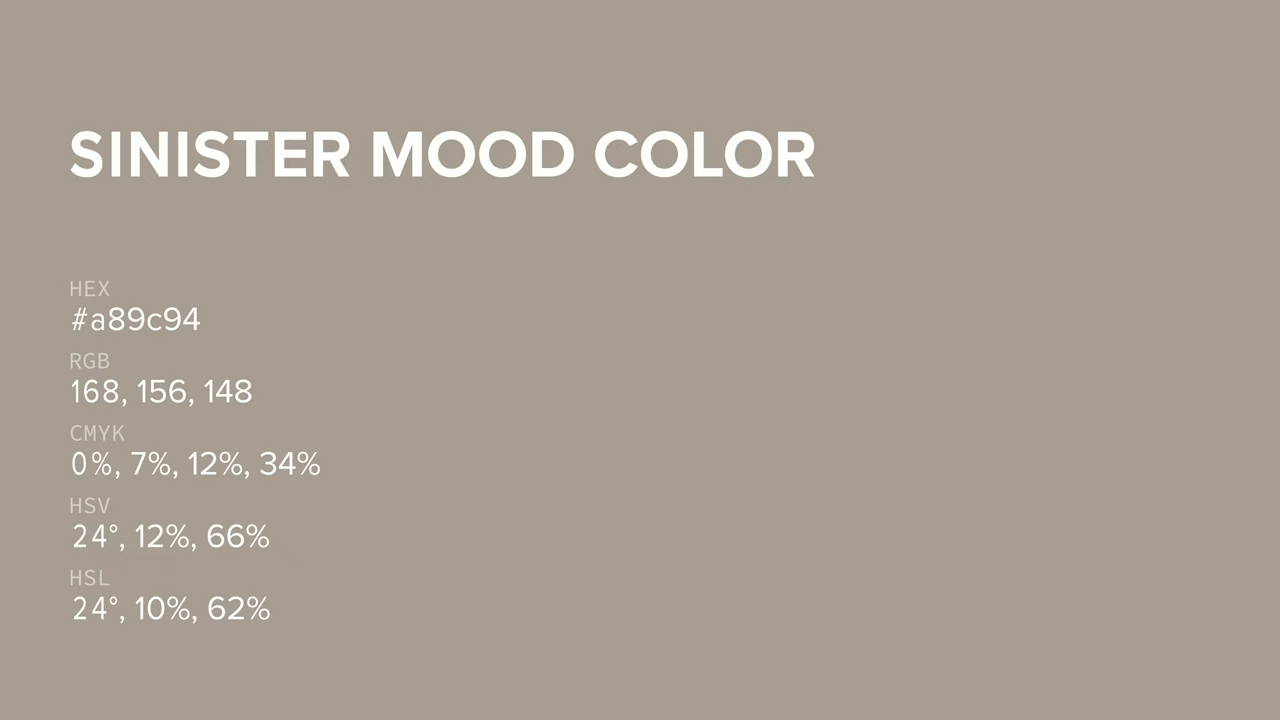 SINISTER MOOD COLOR
HEX
#a89c94
RGB
168, 156, 148
CMYK
0%, 7%, 12%, 34%
HSV
24°, 12%, 66%
HSL
24°, 10%, 62%